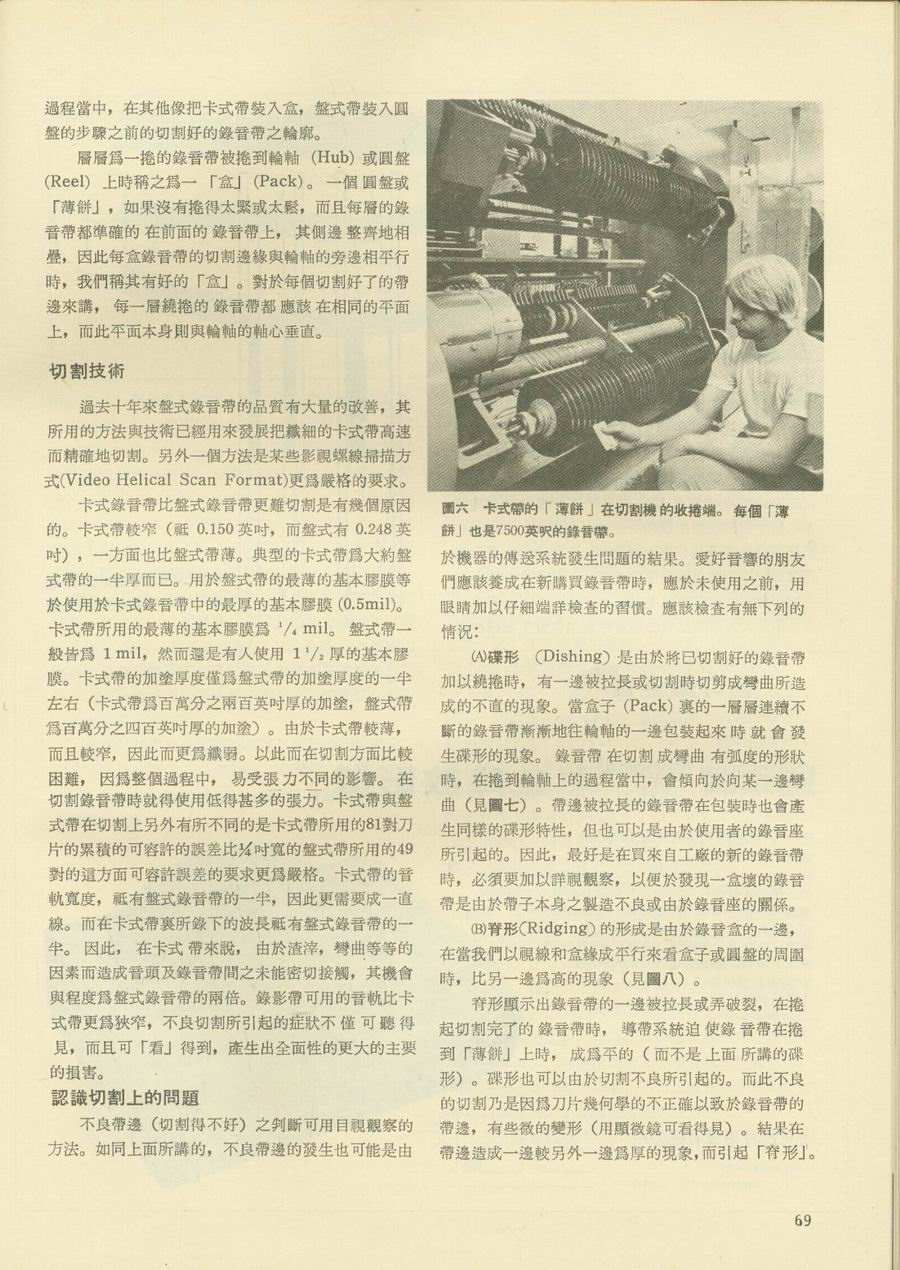 過程當中，在其他像把卡式帶裝入盒，盤式帶裝入圓
盤的步驟之前的切割好的錄音帶之輪廓。
層層爲一捲的錄音帶被捲到輪軸 (Hub) 或圓盤
(Reel) 上時稱之爲一「盒」(Pack)。一個圓盤或
「薄餅」，如果沒有捲得太緊或太鬆，而且每層的錄
音帶都準確的在前面的錄音帶上，其側邊整齊地相
疊，因此每盒錄音帶的切割邊緣與輪軸的旁邊相平行
時，我們稱其有好的「盒」。對於每個切割好了的帶
邊來講，每一層繞捲的錄音帶都應該在相同的平面
上，而此平面本身則與輪軸的軸心垂直。
切割技術
過去十年來盤式錄音帶的品質有大量的改善，其
所用的方法與技術已經用來發展把纖細的卡式帶高速
而精確地切割。另外一個方法是某些影視螺線掃描方
式(Video Helical Scan Format)更爲嚴格的要求。
卡式錄音帶比盤式錄音帶更難切割是有幾個原因
的。卡式帶較窄（祗 0.150 英吋，而盤式有 0.248 英
吋），一方面也比盤式帶薄。典型的卡式帶爲大約盤
式帶的一半厚而已。用於盤式帶的最薄的基本膠膜等
於使用於卡式錄音帶中的最厚的基本膠膜 (0.5mil)。
卡式帶所用的最薄的基本膠膜爲 ¹/₄ mil。盤式帶一
般皆爲 1 mil，然而還是有人使用 1 ¹/₂ 厚的基本膠
膜。卡式帶的加塗厚度僅爲盤式帶的加塗厚度的一半
左右（卡式帶爲百萬分之兩百英吋厚的加塗，盤式帶
爲百萬分之四百英吋厚的加塗）。由於卡式帶較薄，
而且較窄，因此而更爲纖弱。以此而在切割方面比較
困難，因爲整個過程中，易受張力不同的影響。在
切割錄音帶時就得使用低得甚多的張力。卡式帶與盤
式帶在切割上另外有所不同的是卡式帶所用的81對刀
片的累積的可容許的誤差比¼吋寬的盤式帶所用的49
對的這方面可容許誤差的要求更爲嚴格。卡式帶的音
軌寬度，祗有盤式錄音帶的一半，因此更需要成一直
線。而在卡式帶裏所錄下的波長祗有盤式錄音帶的一
半。因此，在卡式帶來說，由於渣滓，彎曲等等的
因素而造成音頭及錄音帶間之未能密切接觸，其機會
與程度爲盤式錄音帶的兩倍。錄影帶可用的音軌比卡
式帶更爲狹窄，不良切割所引起的症狀不僅可聽得
見，而且可「看」得到，產生出全面性的更大的主要
的損害。
認識切割上的問題
不良帶邊（切割得不好）之判斷可用目視觀察的
方法。如同上面所講的，不良帶邊的發生也可能是由
圖六 卡式帶的「薄餅」在切割機的收捲端。每個「薄
餅」也是7500英呎的錄音帶。
於機器的傳送系統發生問題的結果。愛好音響的朋友
們應該養成在新購買錄音帶時，應於未使用之前，用
眼睛加以仔細端詳檢查的習慣。應該檢查有無下列的
情況：
(A)碟形 (Dishing) 是由於將已切割好的錄音帶
加以繞捲時，有一邊被拉長或切割時切剪成彎曲所造
成的不直的現象。當盒子 (Pack) 裏的一層層連續不
斷的錄音帶漸漸地往輪軸的一邊包裝起來時就會發
生碟形的現象。錄音帶在切割成彎曲有弧度的形狀
時，在捲到輪軸上的過程當中，會傾向於向某一邊彎
曲（見圖七）。帶邊被拉長的錄音帶在包裝時也會產
生同樣的碟形特性，但也可以是由於使用者的錄音座
所引起的。因此，最好是在買來自工廠的新的錄音帶
時，必須要加以詳視觀察，以便於發現一盒壞的錄音
帶是由於帶子本身之製造不良或由於錄音座的關係。
(B)脊形(Ridging) 的形成是由於錄音盒的一邊，
在當我們以視線和盒緣成平行來看盒子或圓盤的周圍
時，比另一邊爲高的現象（見圖八）。
脊形顯示出錄音帶的一邊被拉長或弄破裂，在捲
起切割完了的錄音帶時，導帶系統迫使錄音帶在捲
到「薄餅」上時，成爲平的（而不是上面所講的碟
形）。碟形也可以由於切割不良所引起的。而此不良
的切割乃是因爲刀片幾何學的不正確以致於錄音帶的
帶邊，有些微的變形（用顯微鏡可看得見）。結果在
帶邊造成一邊較另外一邊爲厚的現象，而引起「脊形」。
69